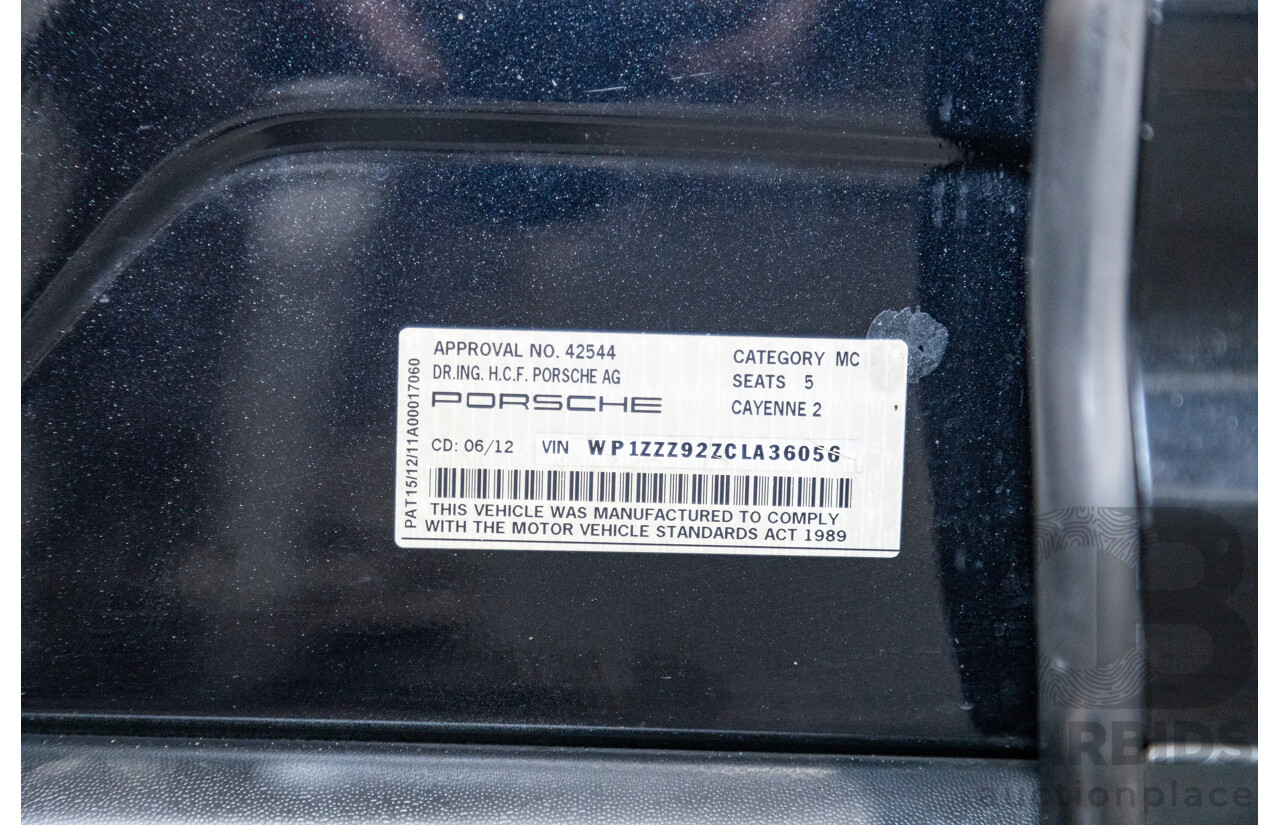 APPROVAL NO. 42544
DR.ING. H.C.F. PORSCHE AG
PORSCHE
CATEGORY MC
SEATS 5
CAYENNE 2
CD: 06/12 VIN WP1ZZZ92ZCLA36056
THIS VEHICLE WAS MANUFACTURED TO COMPLY
WITH THE MOTOR VEHICLE STANDARDS ACT 1989
PAT15/12/11A00017060
auctionplace